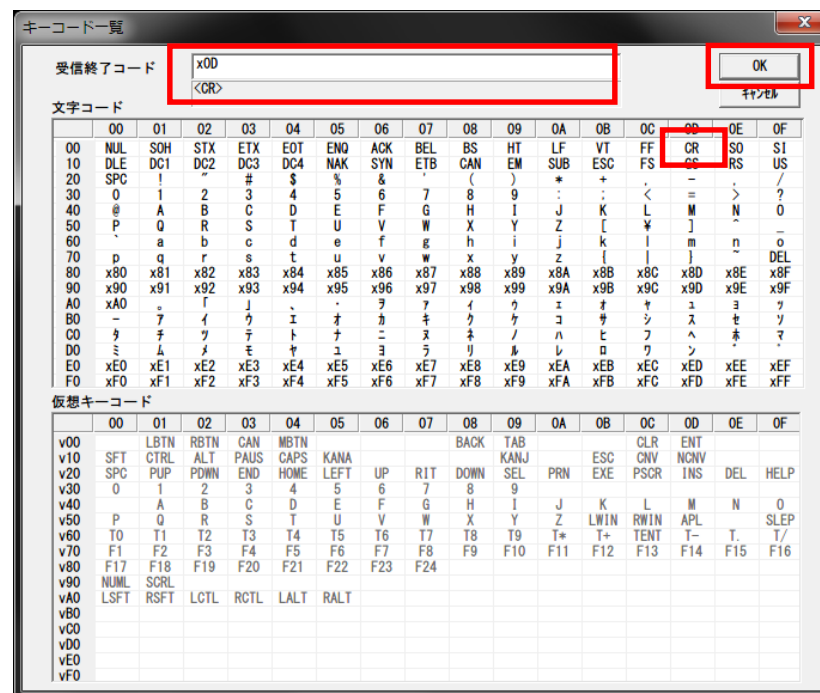 キーコード一覧
受信終了コード x0D OK
<CR> キャンセル
文字コード
00 01 02 03 04 05 06 07 08 09 0A 0B 0C 0D 0E 0F
00 NUL SOH STX ETX EOT ENQ ACK BEL BS HT LF VT FF CR SO SI
10 DLE DC1 DC2 DC3 DC4 NAK SYN ETB CAN EM SUB ESC FS GS RS US
20 SPC ! " # $ % & ' ( ) * + , - . /
30 0 1 2 3 4 5 6 7 8 9 : ; < = > ?
40 @ A B C D E F G H I J K L M N O
50 P Q R S T U V W X Y Z [ ¥ ] ^ _
60 ` a b c d e f g h i j k l m n o
70 p q r s t u v w x y z { | } ~ DEL
80 x80 x81 x82 x83 x84 x85 x86 x87 x88 x89 x8A x8B x8C x8D x8E x8F
90 x90 x91 x92 x93 x94 x95 x96 x97 x98 x99 x9A x9B x9C x9D x9E x9F
A0 xA0 。 「 」 、 ・ ヲ ァ ィ ゥ ェ ォ ャ ュ ョ ッ
B0 ー ア イ ウ エ オ カ キ ク ケ コ サ シ ス セ ソ
C0 タ チ ツ テ ト ナ ニ ヌ ネ ノ ハ ヒ フ ヘ ホ マ
D0 ミ ム メ モ ヤ ユ ヨ ラ リ ル レ ロ ワ ン ゙ ゚
E0 xE0 xE1 xE2 xE3 xE4 xE5 xE6 xE7 xE8 xE9 xEA xEB xEC xED xEE xEF
F0 xF0 xF1 xF2 xF3 xF4 xF5 xF6 xF7 xF8 xF9 xFA xFB xFC xFD xFE xFF
仮想キーコード
00 01 02 03 04 05 06 07 08 09 0A 0B 0C 0D 0E 0F
v00 LBTN RBTN CAN MBTN BACK TAB CLR ENT
v10 SFT CTRL ALT PAUS CAPS KANA KANJ ESC CNV NCNV
v20 SPC PUP PDWN END HOME LEFT UP RIT DOWN SEL PRN EXE PSCR INS DEL HELP
v30 0 1 2 3 4 5 6 7 8 9
v40 A B C D E F G H I J K L M N O
v50 P Q R S T U V W X Y Z LWIN RWIN APL SLEP
v60 T0 T1 T2 T3 T4 T5 T6 T7 T8 T9 T* T+ TENT T- T. T/
v70 F1 F2 F3 F4 F5 F6 F7 F8 F9 F10 F11 F12 F13 F14 F15 F16
v80 F17 F18 F19 F20 F21 F22 F23 F24
v90 NUML SCRL
vA0 LSFT RSFT LCTL RCTL LALT RALT
vB0
vC0
vD0
vE0
vF0